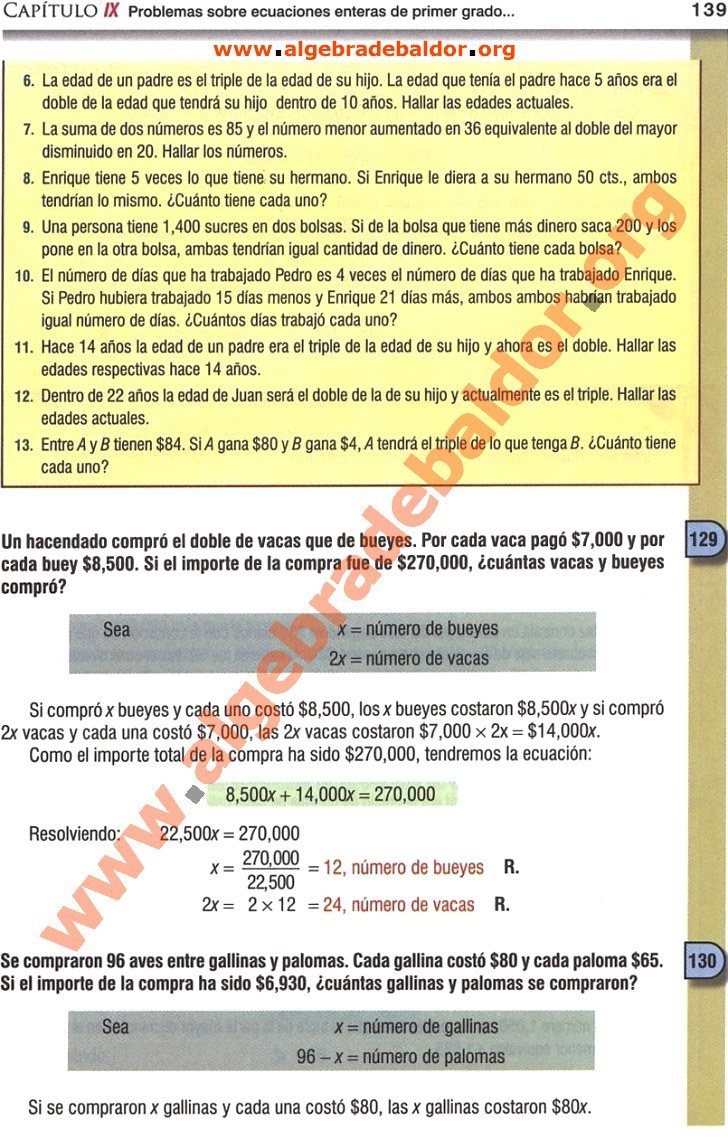 CAPÍTULO IX Problemas sobre ecuaciones enteras de primer grado... 139
www.algebradebaldor.org
6. La edad de un padre es el triple de la edad de su hijo. La edad que tenía el padre hace 5 años era el
doble de la edad que tendrá su hijo dentro de 10 años. Hallar las edades actuales.
7. La suma de dos números es 85 y el número menor aumentado en 36 equivalente al doble del mayor
disminuido en 20. Hallar los números.
8. Enrique tiene 5 veces lo que tiene su hermano. Si Enrique le diera a su hermano 50 cts., ambos
tendrían lo mismo. ¿Cuánto tiene cada uno?
9. Una persona tiene 1,400 sucres en dos bolsas. Si de la bolsa que tiene más dinero saca 200 y los
pone en la otra bolsa, ambas tendrían igual cantidad de dinero. ¿Cuánto tiene cada bolsa?
10. El número de días que ha trabajado Pedro es 4 veces el número de días que ha trabajado Enrique.
Si Pedro hubiera trabajado 15 días menos y Enrique 21 días más, ambos ambos habrían trabajado
igual número de días. ¿Cuántos días trabajó cada uno?
11. Hace 14 años la edad de un padre era el triple de la edad de su hijo y ahora es el doble. Hallar las
edades respectivas hace 14 años.
12. Dentro de 22 años la edad de Juan será el doble de la de su hijo y actualmente es el triple. Hallar las
edades actuales.
13. Entre A y B tienen $84. Si A gana $80 y B gana $4, A tendrá el triple de lo que tenga B. ¿Cuánto tiene
cada uno?
Un hacendado compró el doble de vacas que de bueyes. Por cada vaca pagó $7,000 y por 129
cada buey $8,500. Si el importe de la compra fue de $270,000, ¿cuántas vacas y bueyes
compró?
Sea x = número de bueyes
2x = número de vacas
Si compró x bueyes y cada uno costó $8,500, los x bueyes costaron $8,500x y si compró
2x vacas y cada una costó $7,000, las 2x vacas costaron $7,000 × 2x = $14,000x.
Como el importe total de la compra ha sido $270,000, tendremos la ecuación:
8,500x + 14,000x = 270,000
Resolviendo: 22,500x = 270,000
x = 270,000 / 22,500 = 12, número de bueyes R.
2x = 2 × 12 = 24, número de vacas R.
Se compraron 96 aves entre gallinas y palomas. Cada gallina costó $80 y cada paloma $65. 130
Si el importe de la compra ha sido $6,930, ¿cuántas gallinas y palomas se compraron?
Sea x = número de gallinas
96 – x = número de palomas
Si se compraron x gallinas y cada una costó $80, las x gallinas costaron $80x.
www.algebradebaldor.org